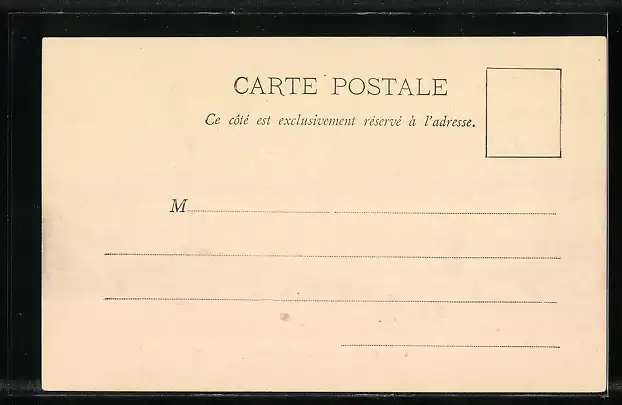 CARTE POSTALE
Ce côté est exclusivement réservé à l'adresse.
M